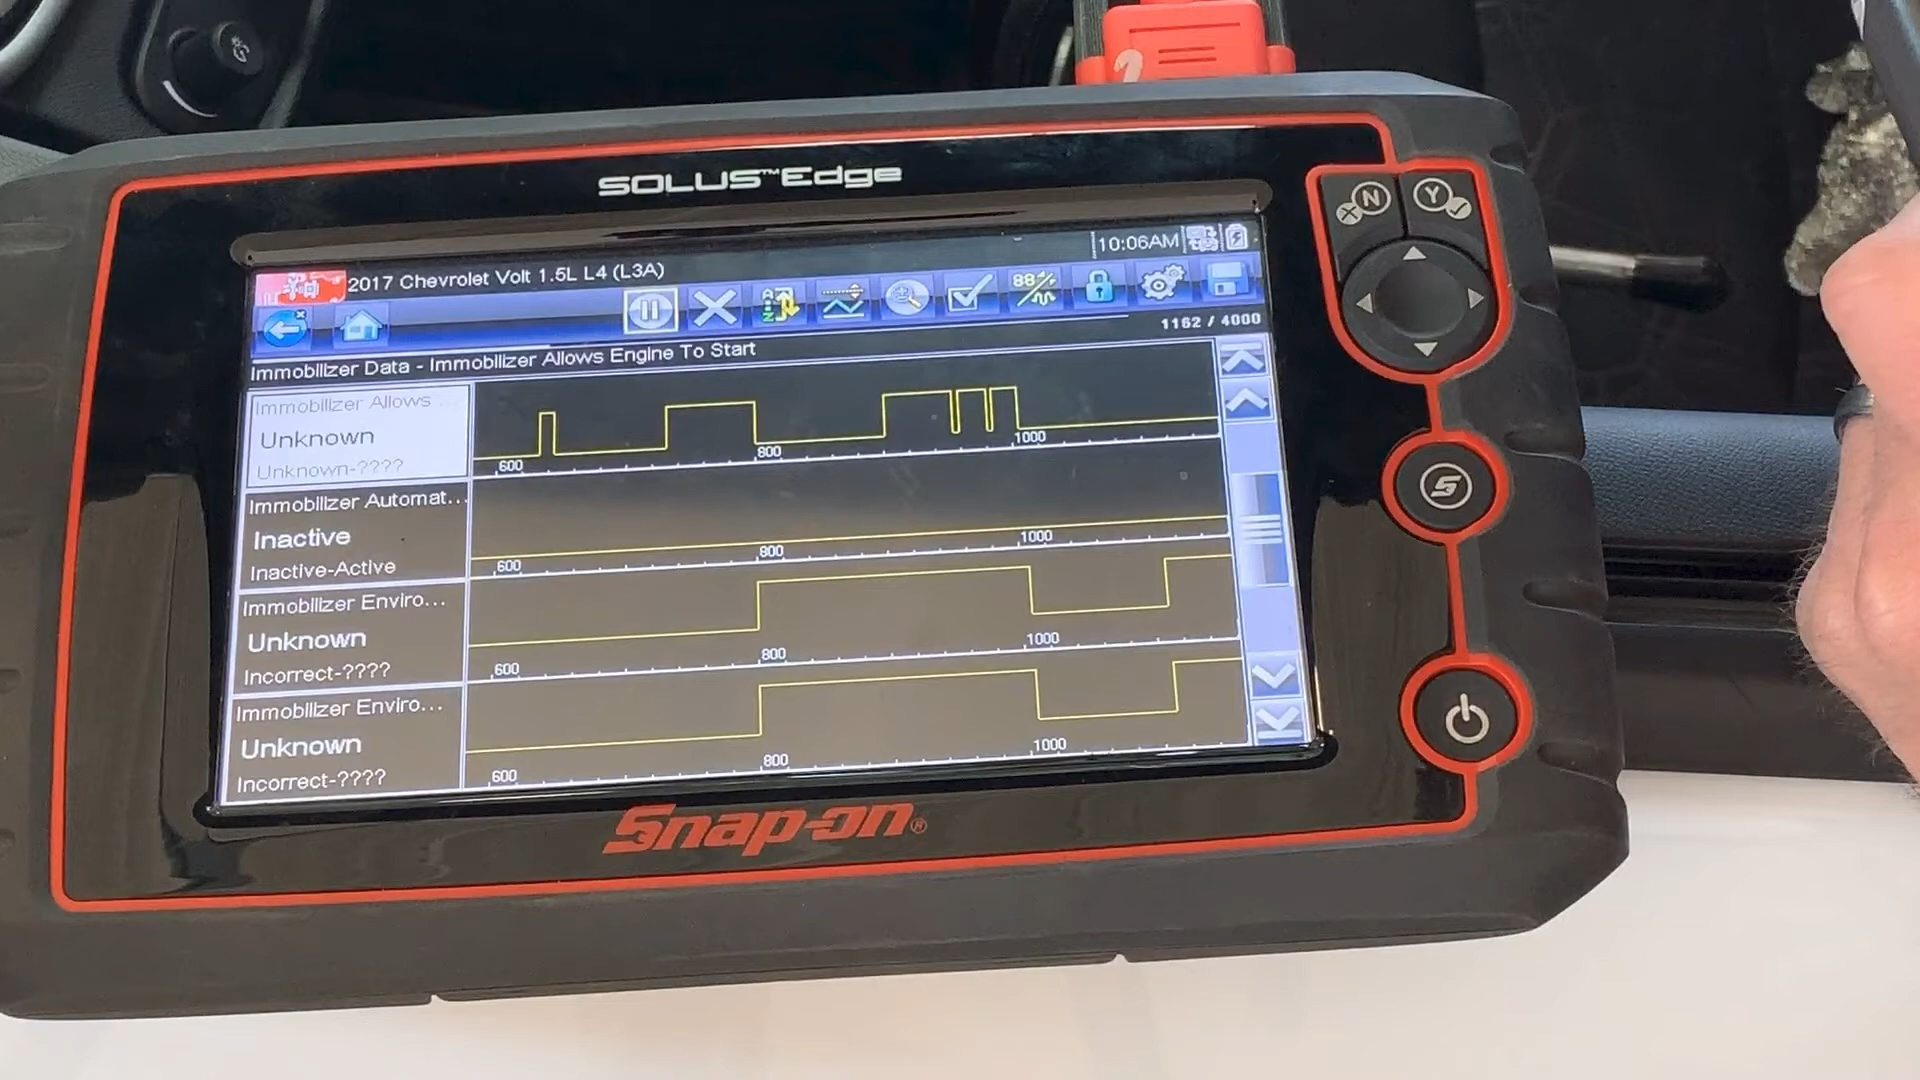 SOLUS™ Edge
10:06AM
2017 Chevrolet Volt 1.5L L4 (L3A)
1162 / 4000
Immobilizer Data - Immobilizer Allows Engine To Start
Immobilizer Allows ...
Unknown
Unknown-????
600 800 1000
Immobilizer Automat...
Inactive
Inactive-Active
600 800 1000
Immobilizer Enviro...
Unknown
Incorrect-????
600 800 1000
Immobilizer Enviro...
Unknown
Incorrect-????
600 800 1000
N
Y
S
Snap-on®